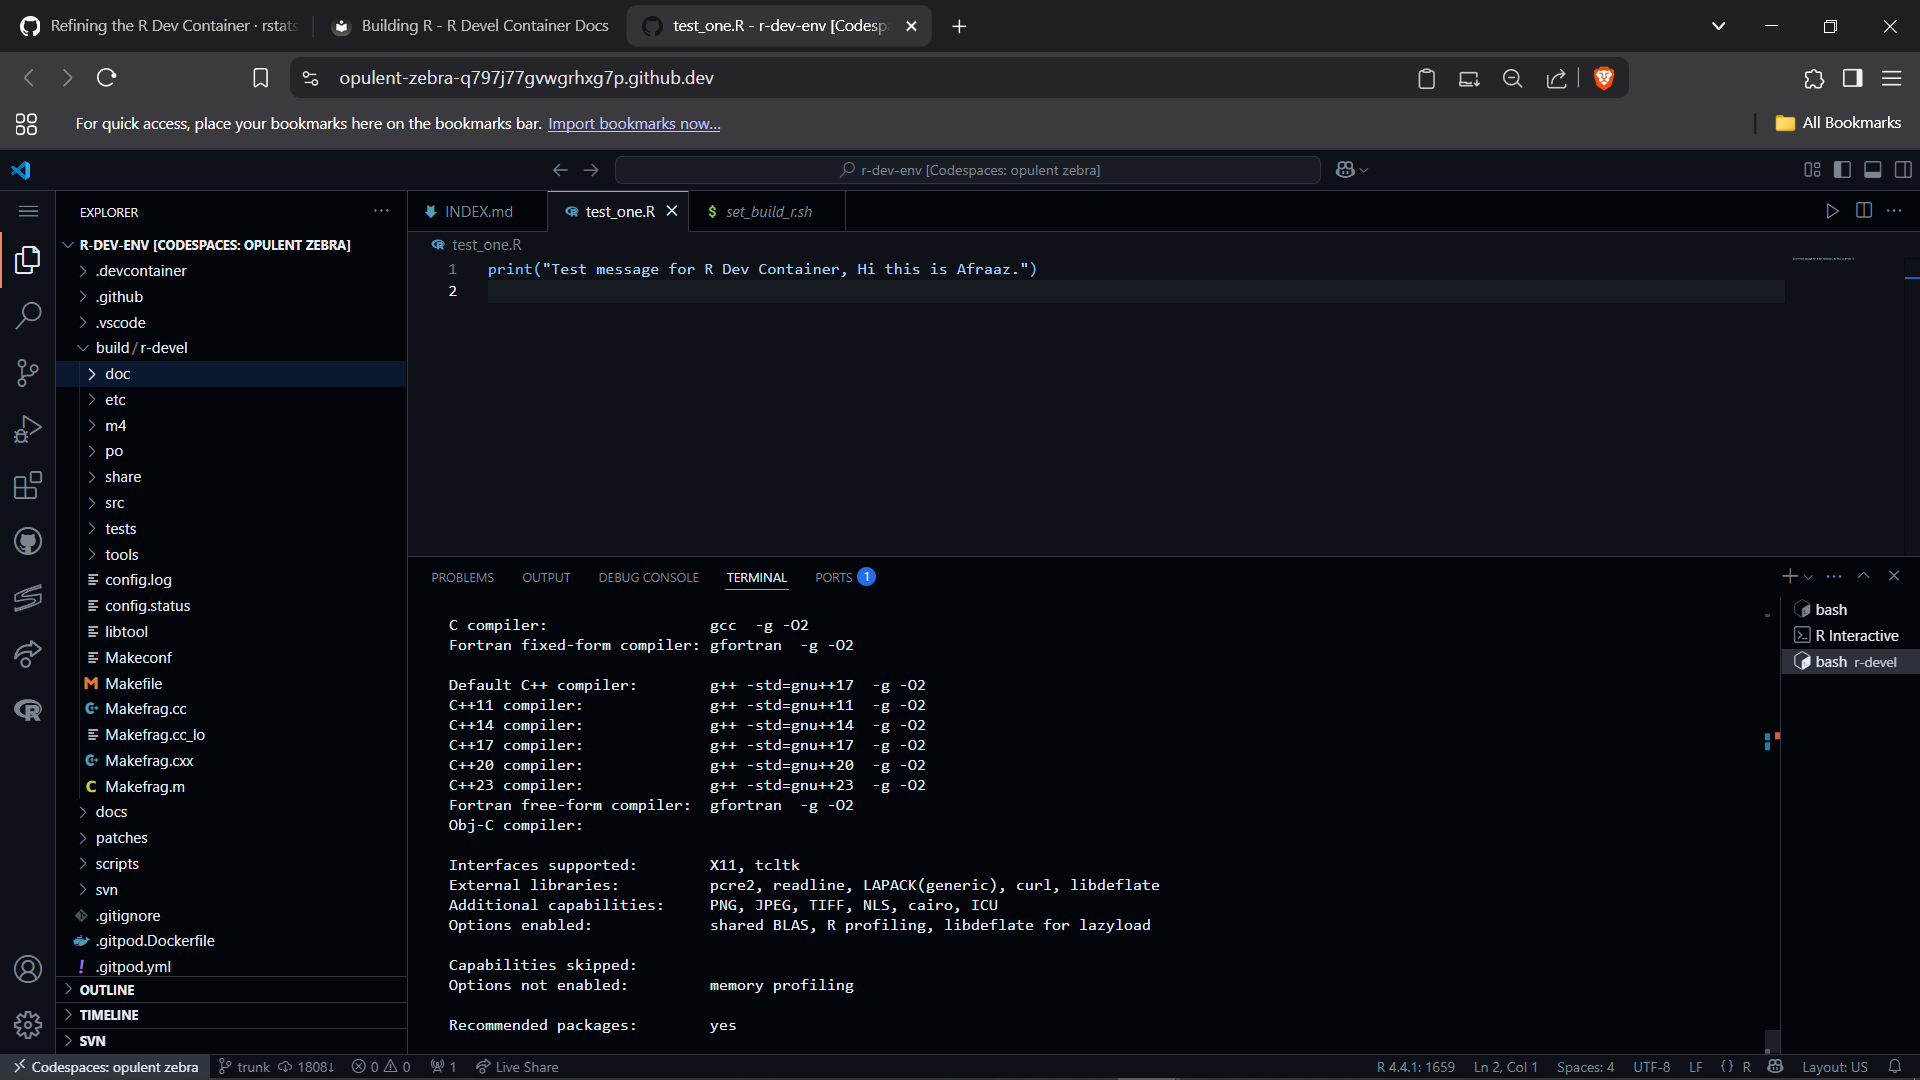 Refining the R Dev Container · rstats
Building R - R Devel Container Docs
test_one.R - r-dev-env [Codesp
opulent-zebra-q797j77gvwgrhxg7p.github.dev
For quick access, place your bookmarks here on the bookmarks bar. Import bookmarks now...
All Bookmarks
r-dev-env [Codespaces: opulent zebra]
EXPLORER
R-DEV-ENV [CODESPACES: OPULENT ZEBRA]
.devcontainer
.github
.vscode
build / r-devel
doc
etc
m4
po
share
src
tests
tools
config.log
config.status
libtool
Makeconf
Makefile
Makefrag.cc
Makefrag.cc_lo
Makefrag.cxx
Makefrag.m
docs
patches
scripts
svn
.gitignore
.gitpod.Dockerfile
.gitpod.yml
OUTLINE
TIMELINE
SVN
INDEX.md
test_one.R
set_build_r.sh
test_one.R
1 print("Test message for R Dev Container, Hi this is Afraaz.")
2
PROBLEMS OUTPUT DEBUG CONSOLE TERMINAL PORTS 1
C compiler: gcc -g -O2
Fortran fixed-form compiler: gfortran -g -O2
Default C++ compiler: g++ -std=gnu++17 -g -O2
C++11 compiler: g++ -std=gnu++11 -g -O2
C++14 compiler: g++ -std=gnu++14 -g -O2
C++17 compiler: g++ -std=gnu++17 -g -O2
C++20 compiler: g++ -std=gnu++20 -g -O2
C++23 compiler: g++ -std=gnu++23 -g -O2
Fortran free-form compiler: gfortran -g -O2
Obj-C compiler:
Interfaces supported: X11, tcltk
External libraries: pcre2, readline, LAPACK(generic), curl, libdeflate
Additional capabilities: PNG, JPEG, TIFF, NLS, cairo, ICU
Options enabled: shared BLAS, R profiling, libdeflate for lazyload
Capabilities skipped:
Options not enabled: memory profiling
Recommended packages: yes
bash
R Interactive
bash r-devel
Codespaces: opulent zebra trunk 1808↓ 0 0 1 Live Share
R 4.4.1: 1659 Ln 2, Col 1 Spaces: 4 UTF-8 LF {} R Layout: US